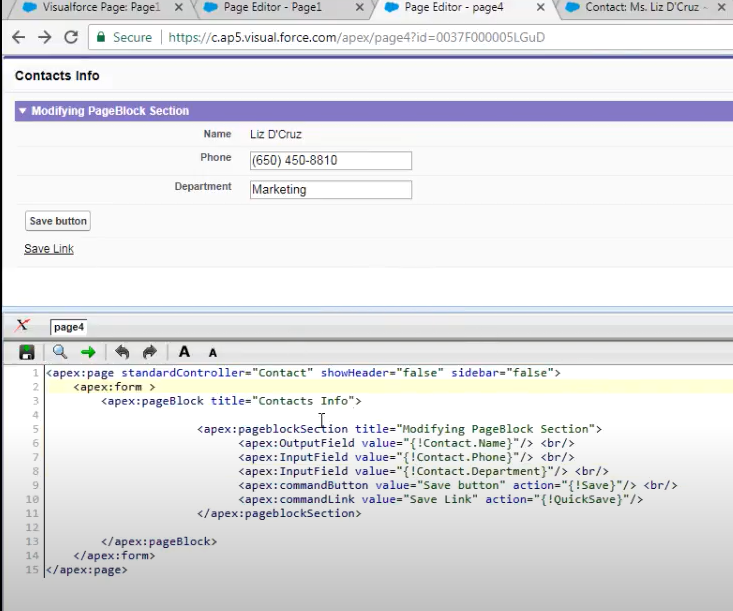 Visualforce Page: Page1
Page Editor - Page1
Page Editor - page4
Contact: Ms. Liz D'Cruz ~
Secure | https://c.ap5.visual.force.com/apex/page4?id=0037F000005LGuD
Contacts Info
Modifying PageBlock Section
Name Liz D'Cruz
Phone (650) 450-8810
Department Marketing
Save button
Save Link
page4
A A
1 <apex:page standardController="Contact" showHeader="false" sidebar="false">
2 <apex:form >
3 <apex:pageBlock title="Contacts Info">
4
5 <apex:pageblockSection title="Modifying PageBlock Section">
6 <apex:OutputField value="{!Contact.Name}"/> <br/>
7 <apex:InputField value="{!Contact.Phone}"/> <br/>
8 <apex:InputField value="{!Contact.Department}"/> <br/>
9 <apex:commandButton value="Save button" action="{!Save}"/> <br/>
10 <apex:commandLink value="Save Link" action="{!QuickSave}"/>
11 </apex:pageblockSection>
12
13 </apex:pageBlock>
14 </apex:form>
15 </apex:page>